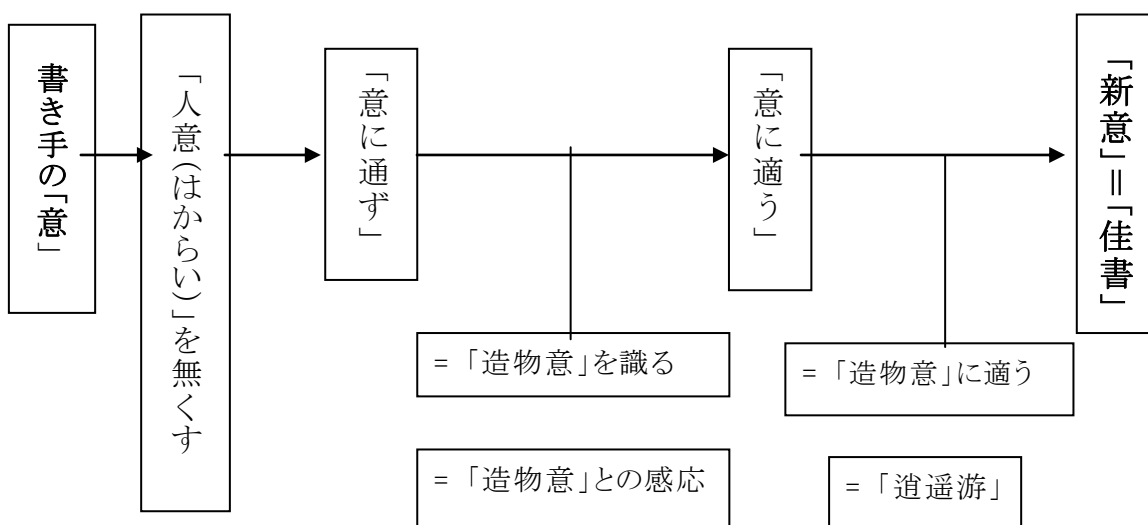 書き手の「意」
「人意(はからい)」を無くす
「意に通ず」
「意に適う」
「新意」=「佳書」
=「造物意」を識る
=「造物意」に適う
=「造物意」との感応
=「逍遥游」